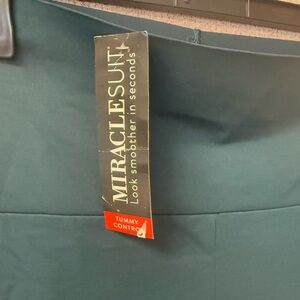 MIRACLESUIT
Look smoother in seconds
TUMMY
CONTROL